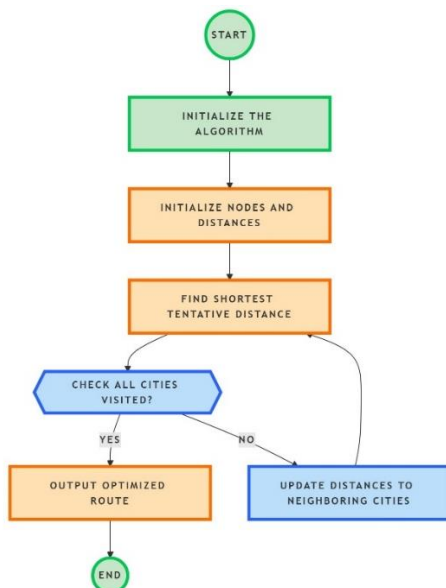 START
INITIALIZE THE
ALGORITHM
INITIALIZE NODES AND
DISTANCES
FIND SHORTEST
TENTATIVE DISTANCE
CHECK ALL CITIES
VISITED?
YES
NO
OUTPUT OPTIMIZED
ROUTE
UPDATE DISTANCES TO
NEIGHBORING CITIES
END